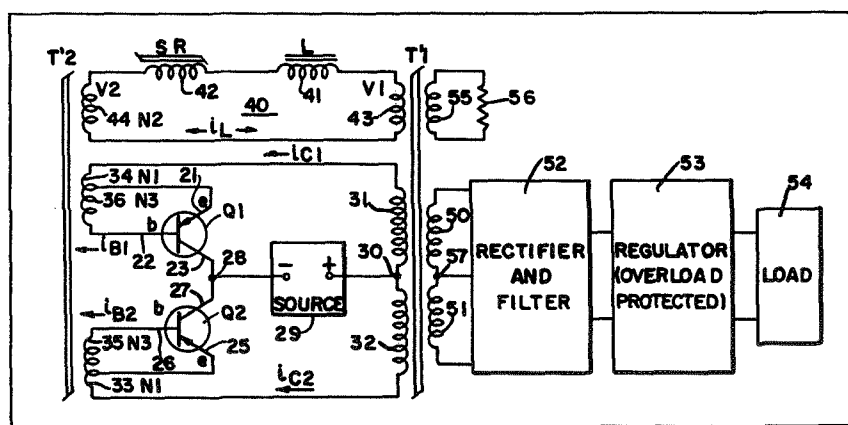 T'2
SR
L
T'1
42
41
V2
40
V1
55
56
44 N2
iL
43
iC1
21
34 N1
36 N3
e
31
52
53
54
b
Q1
50
iB1
22
23
28
30
57
RECTIFIER
AND
FILTER
REGULATOR
(OVERLOAD
PROTECTED)
LOAD
27
- +
SOURCE
29
iB2
b
Q2
51
35 N3
26
25
e
32
33 N1
iC2